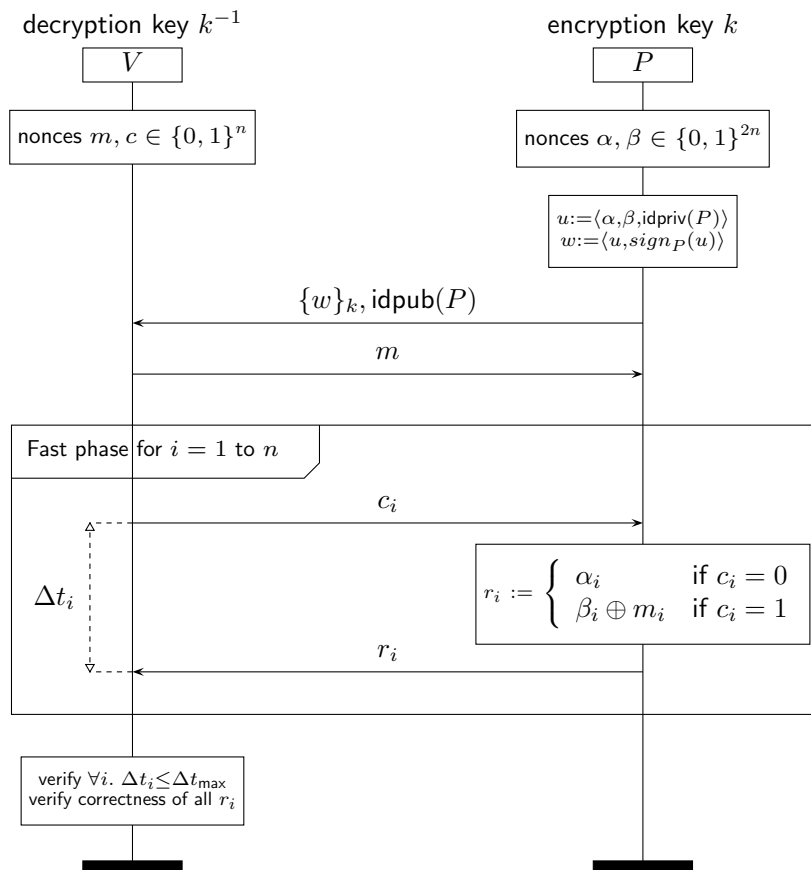 decryption key k⁻¹
encryption key k
V
P
nonces m, c ∈ {0, 1}ⁿ
nonces α, β ∈ {0, 1}²ⁿ
u:=⟨α,β,idpriv(P)⟩
w:=⟨u,sign_P(u)⟩
{w}_k, idpub(P)
m
Fast phase for i = 1 to n
c_i
r_i := { α_i if c_i = 0
β_i ⊕ m_i if c_i = 1
Δt_i
r_i
verify ∀i. Δt_i≤Δt_max
verify correctness of all r_i